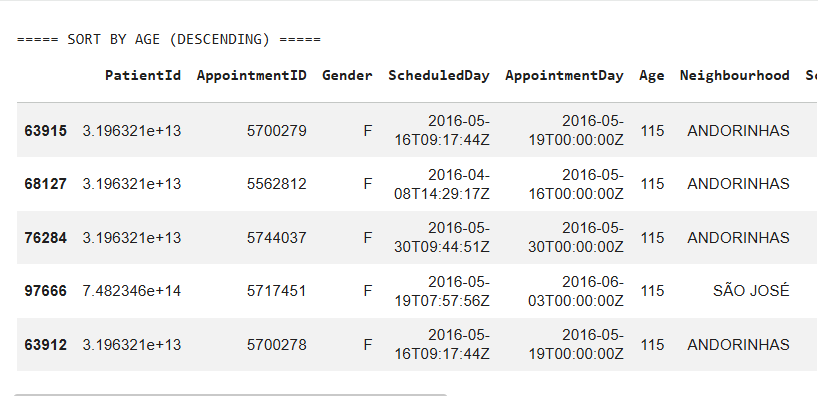 ===== SORT BY AGE (DESCENDING) =====
PatientId AppointmentID Gender ScheduledDay AppointmentDay Age Neighbourhood Sc
63915 3.196321e+13 5700279 F 2016-05-16T09:17:44Z 2016-05-19T00:00:00Z 115 ANDORINHAS
68127 3.196321e+13 5562812 F 2016-04-08T14:29:17Z 2016-05-16T00:00:00Z 115 ANDORINHAS
76284 3.196321e+13 5744037 F 2016-05-30T09:44:51Z 2016-05-30T00:00:00Z 115 ANDORINHAS
97666 7.482346e+14 5717451 F 2016-05-19T07:57:56Z 2016-06-03T00:00:00Z 115 SÃO JOSÉ
63912 3.196321e+13 5700278 F 2016-05-16T09:17:44Z 2016-05-19T00:00:00Z 115 ANDORINHAS